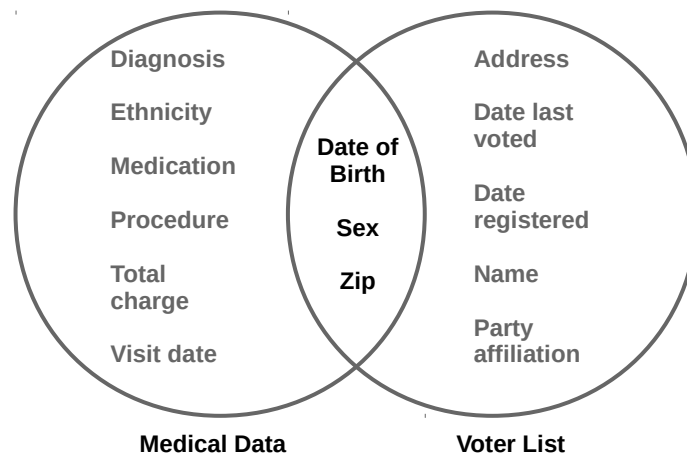 Diagnosis
Ethnicity
Medication
Procedure
Total
charge
Visit date
Date of
Birth
Sex
Zip
Address
Date last
voted
Date
registered
Name
Party
affiliation
Medical Data
Voter List